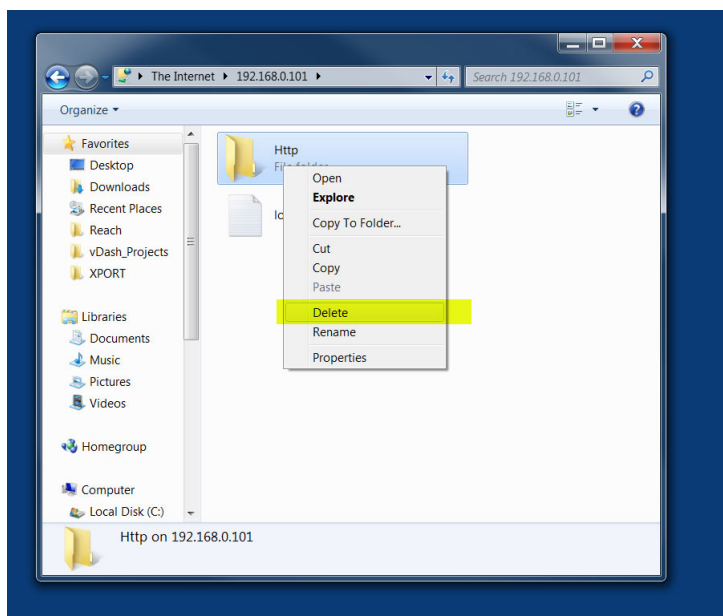 The Internet 192.168.0.101
Search 192.168.0.101
Organize
Favorites
Desktop
Downloads
Recent Places
Reach
vDash_Projects
XPORT
Libraries
Documents
Music
Pictures
Videos
Homegroup
Computer
Local Disk (C:)
Http
File folder
Open
Explore
Copy To Folder...
Cut
Copy
Paste
Delete
Rename
Properties
Http on 192.168.0.101